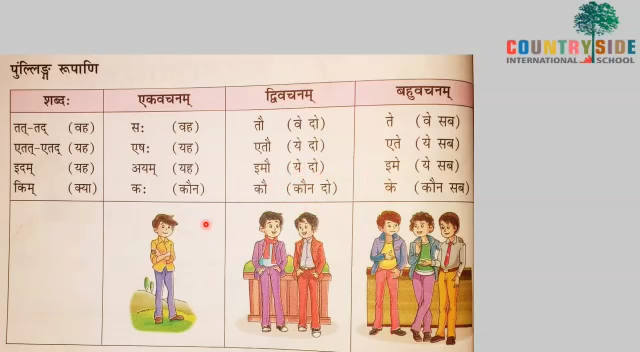 COUNTRYSIDE
INTERNATIONAL SCHOOL
पुंल्लिङ्ग रूपाणि
शब्दः एकवचनम् द्विवचनम् बहुवचनम्
तत्-तद् (वह) सः (वह) तौ (वे दो) ते (वे सब)
एतत्-एतद् (यह) एषः (यह) एतौ (ये दो) एते (ये सब)
इदम् (यह) अयम् (यह) इमौ (ये दो) इमे (ये सब)
किम् (क्या) कः (कौन) कौ (कौन दो) के (कौन सब)